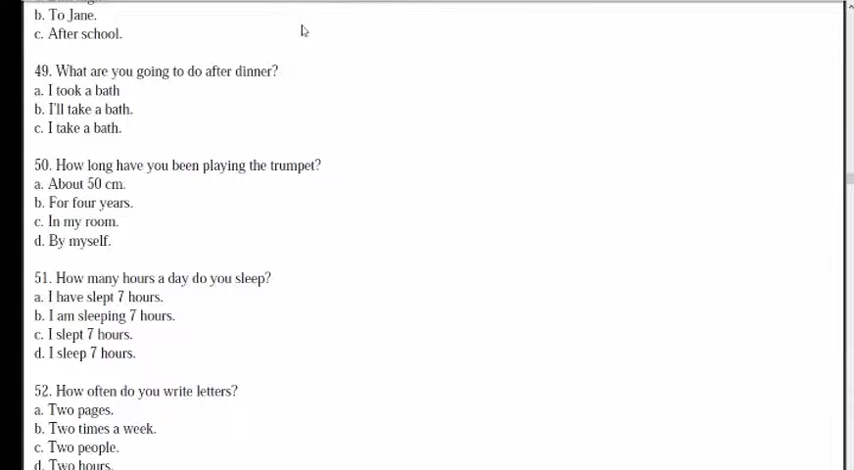 b. To Jane.
c. After school.
49. What are you going to do after dinner?
a. I took a bath
b. I'll take a bath.
c. I take a bath.
50. How long have you been playing the trumpet?
a. About 50 cm.
b. For four years.
c. In my room.
d. By myself.
51. How many hours a day do you sleep?
a. I have slept 7 hours.
b. I am sleeping 7 hours.
c. I slept 7 hours.
d. I sleep 7 hours.
52. How often do you write letters?
a. Two pages.
b. Two times a week.
c. Two people.
d. Two hours.